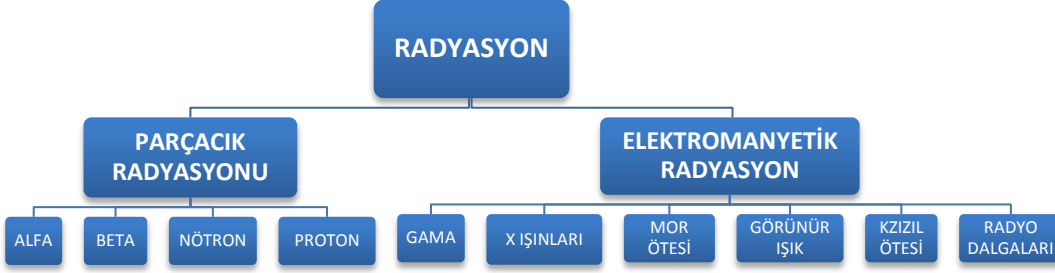 RADYASYON
PARÇACIK
RADYASYONU
ELEKTROMANYETİK
RADYASYON
ALFA
BETA
NÖTRON
PROTON
GAMA
X IŞINLARI
MOR
ÖTESİ
GÖRÜNÜR
IŞIK
KZIZIL
ÖTESİ
RADYO
DALGALARI